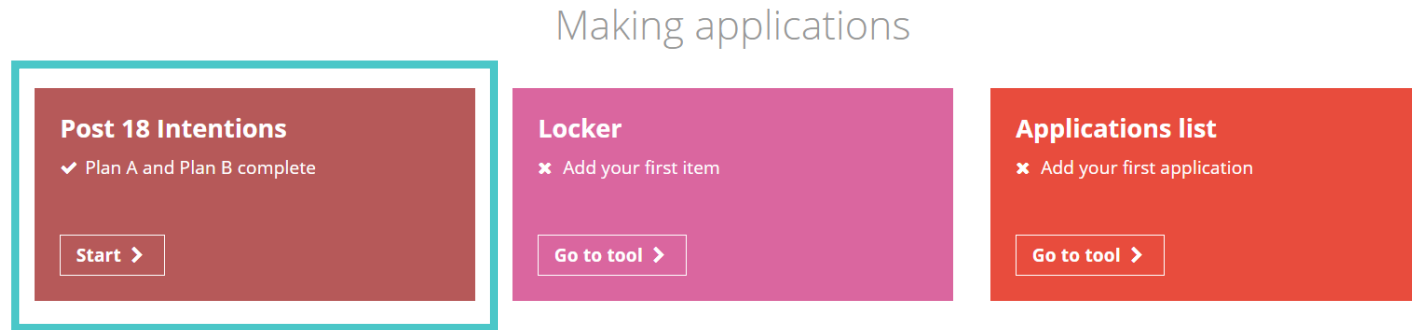 Making applications
Post 18 Intentions
Plan A and Plan B complete
Start
Locker
Add your first item
Go to tool
Applications list
Add your first application
Go to tool